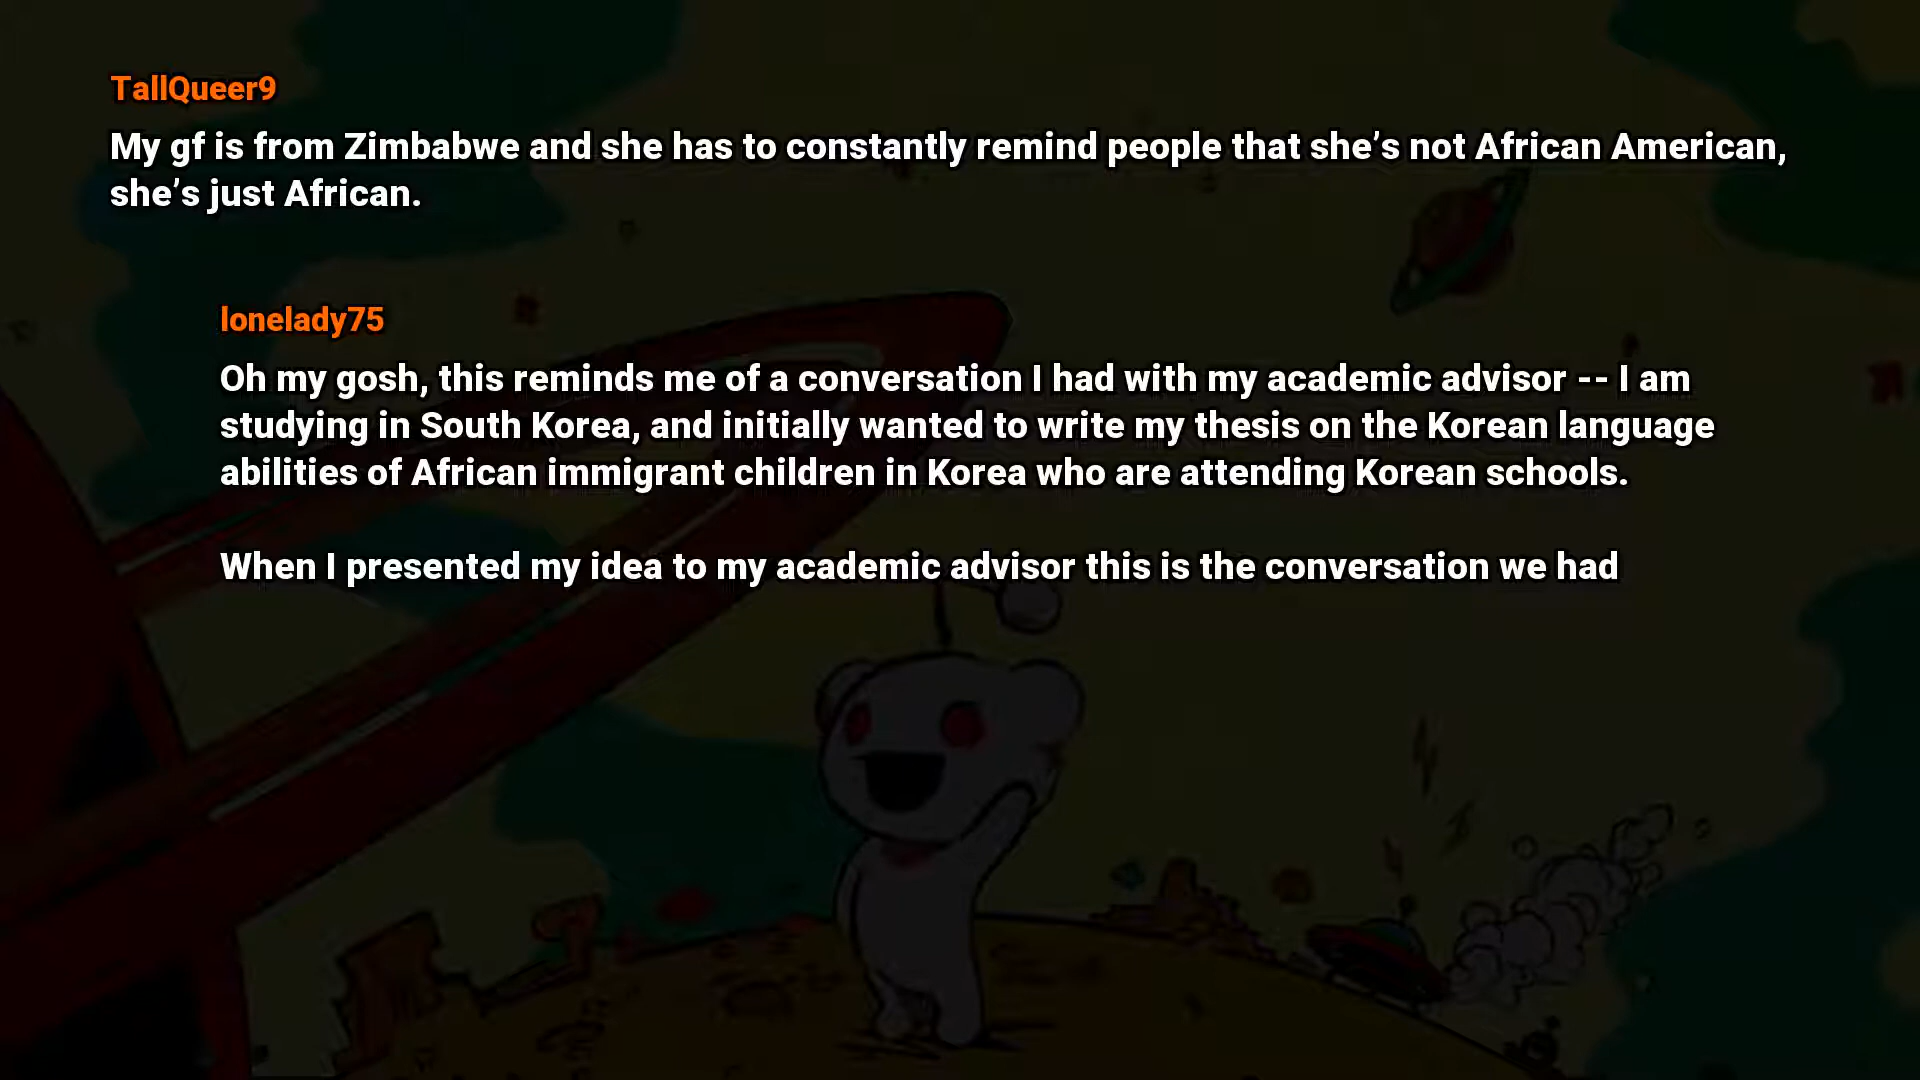 TallQueer9
My gf is from Zimbabwe and she has to constantly remind people that she’s not African American,
she’s just African.
lonelady75
Oh my gosh, this reminds me of a conversation I had with my academic advisor -- I am
studying in South Korea, and initially wanted to write my thesis on the Korean language
abilities of African immigrant children in Korea who are attending Korean schools.
When I presented my idea to my academic advisor this is the conversation we had